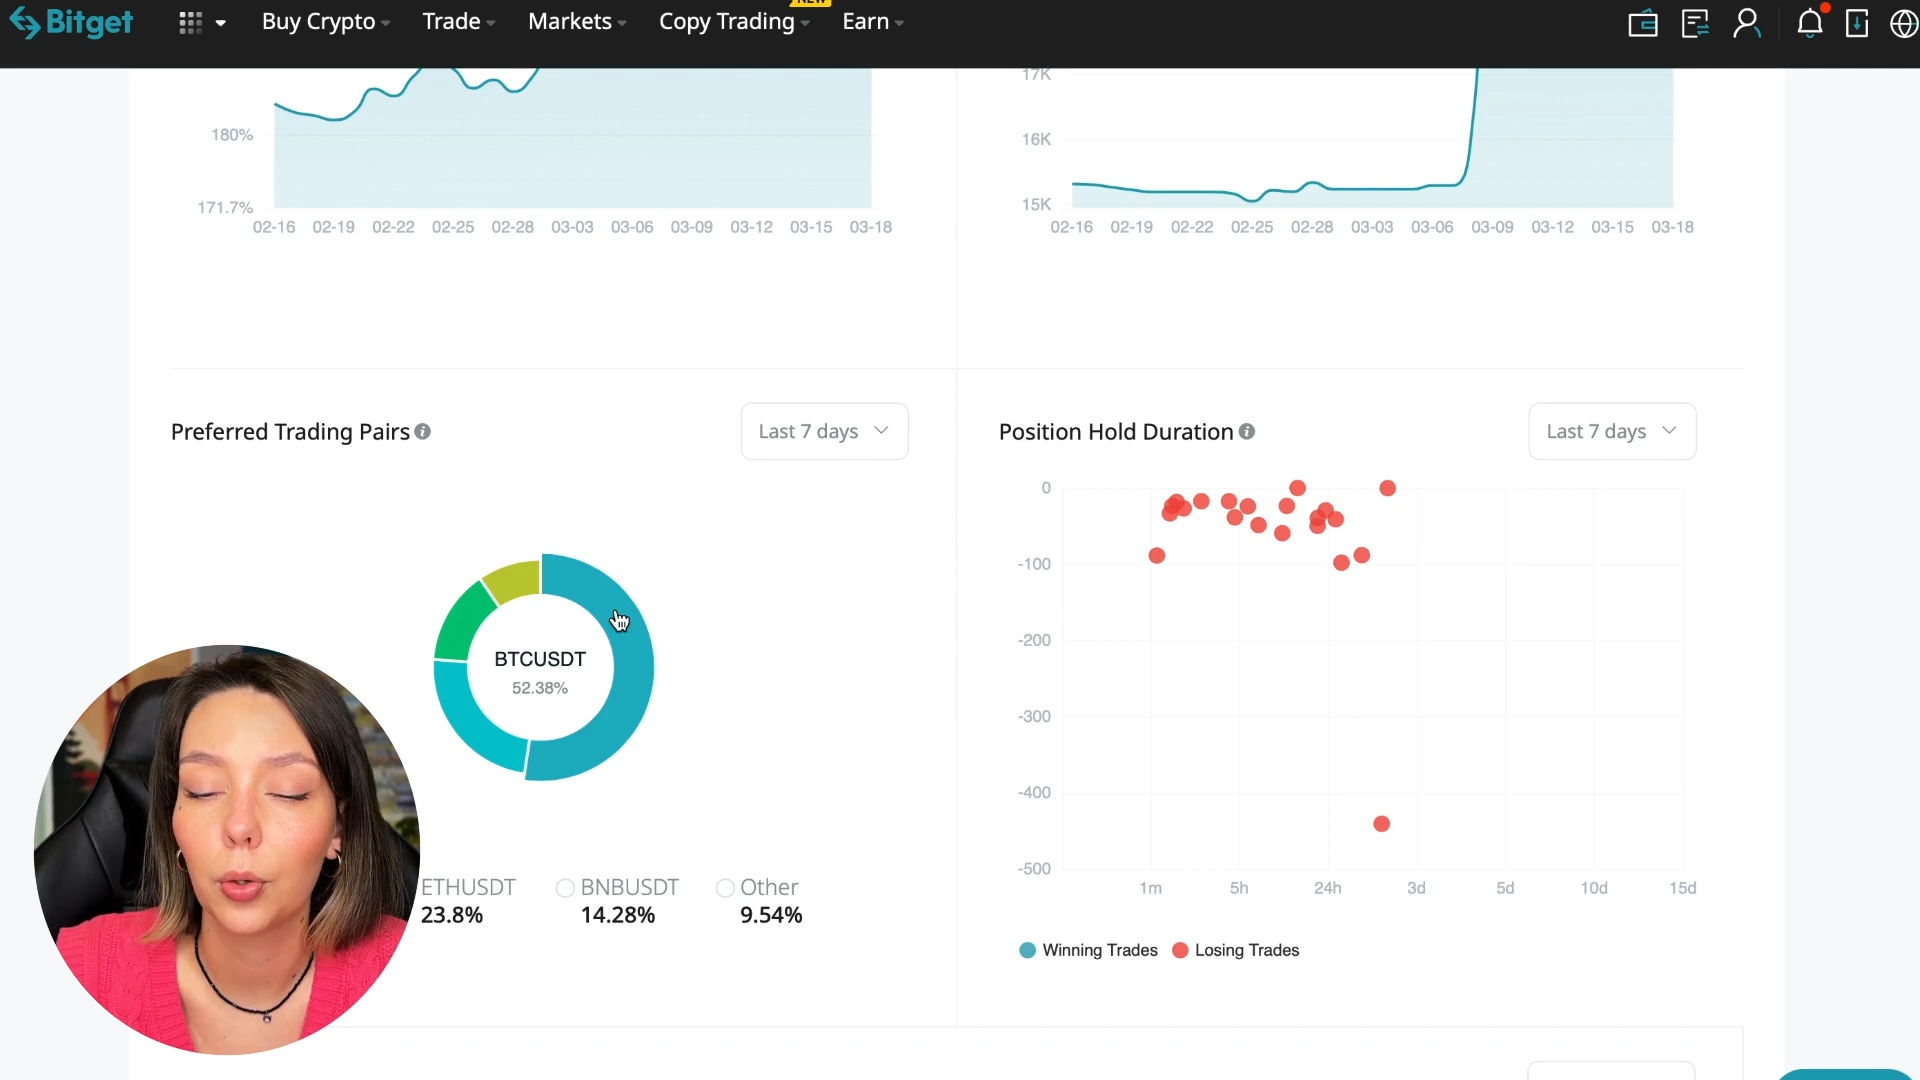 Bitget Buy Crypto Trade Markets Copy Trading NEW Earn
180%
171.7%
02-16 02-19 02-22 02-25 02-28 03-03 03-06 03-09 03-12 03-15 03-18
17K
16K
15K
02-16 02-19 02-22 02-25 02-28 03-03 03-06 03-09 03-12 03-15 03-18
Preferred Trading Pairs
Last 7 days
BTCUSDT
52.38%
ETHUSDT BNBUSDT Other
23.8% 14.28% 9.54%
Position Hold Duration
Last 7 days
0
-100
-200
-300
-400
-500
1m 5h 24h 3d 5d 10d 15d
Winning Trades Losing Trades